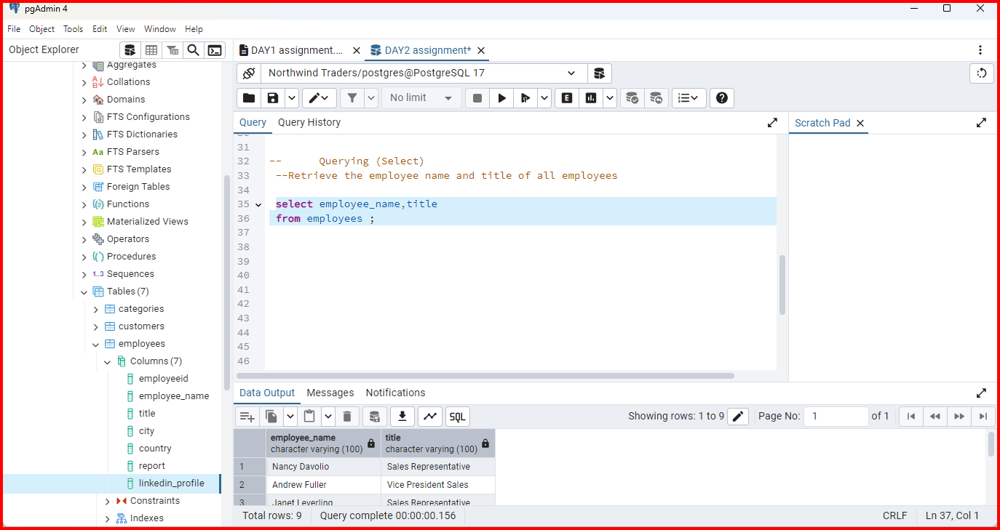 pgAdmin 4
File Object Tools Edit View Window Help
Object Explorer
DAY1 assignment....
DAY2 assignment*
Northwind Traders/postgres@PostgreSQL 17
No limit
E
Query Query History
Scratch Pad
Aggregates
Collations
Domains
FTS Configurations
FTS Dictionaries
Aa FTS Parsers
FTS Templates
Foreign Tables
Functions
Materialized Views
Operators
Procedures
1..3 Sequences
Tables (7)
categories
customers
employees
Columns (7)
employeeid
employee_name
title
city
country
report
linkedin_profile
Constraints
Indexes
31
32 -- Querying (Select)
33 --Retrieve the employee name and title of all employees
34
35 select employee_name,title
36 from employees ;
37
38
39
40
41
42
43
44
45
46
Data Output Messages Notifications
SQL
Showing rows: 1 to 9 Page No: 1 of 1
employee_name title
character varying (100) character varying (100)
1 Nancy Davolio Sales Representative
2 Andrew Fuller Vice President Sales
3 Janet Leverling Sales Representative
Total rows: 9 Query complete 00:00:00.156 CRLF Ln 37, Col 1